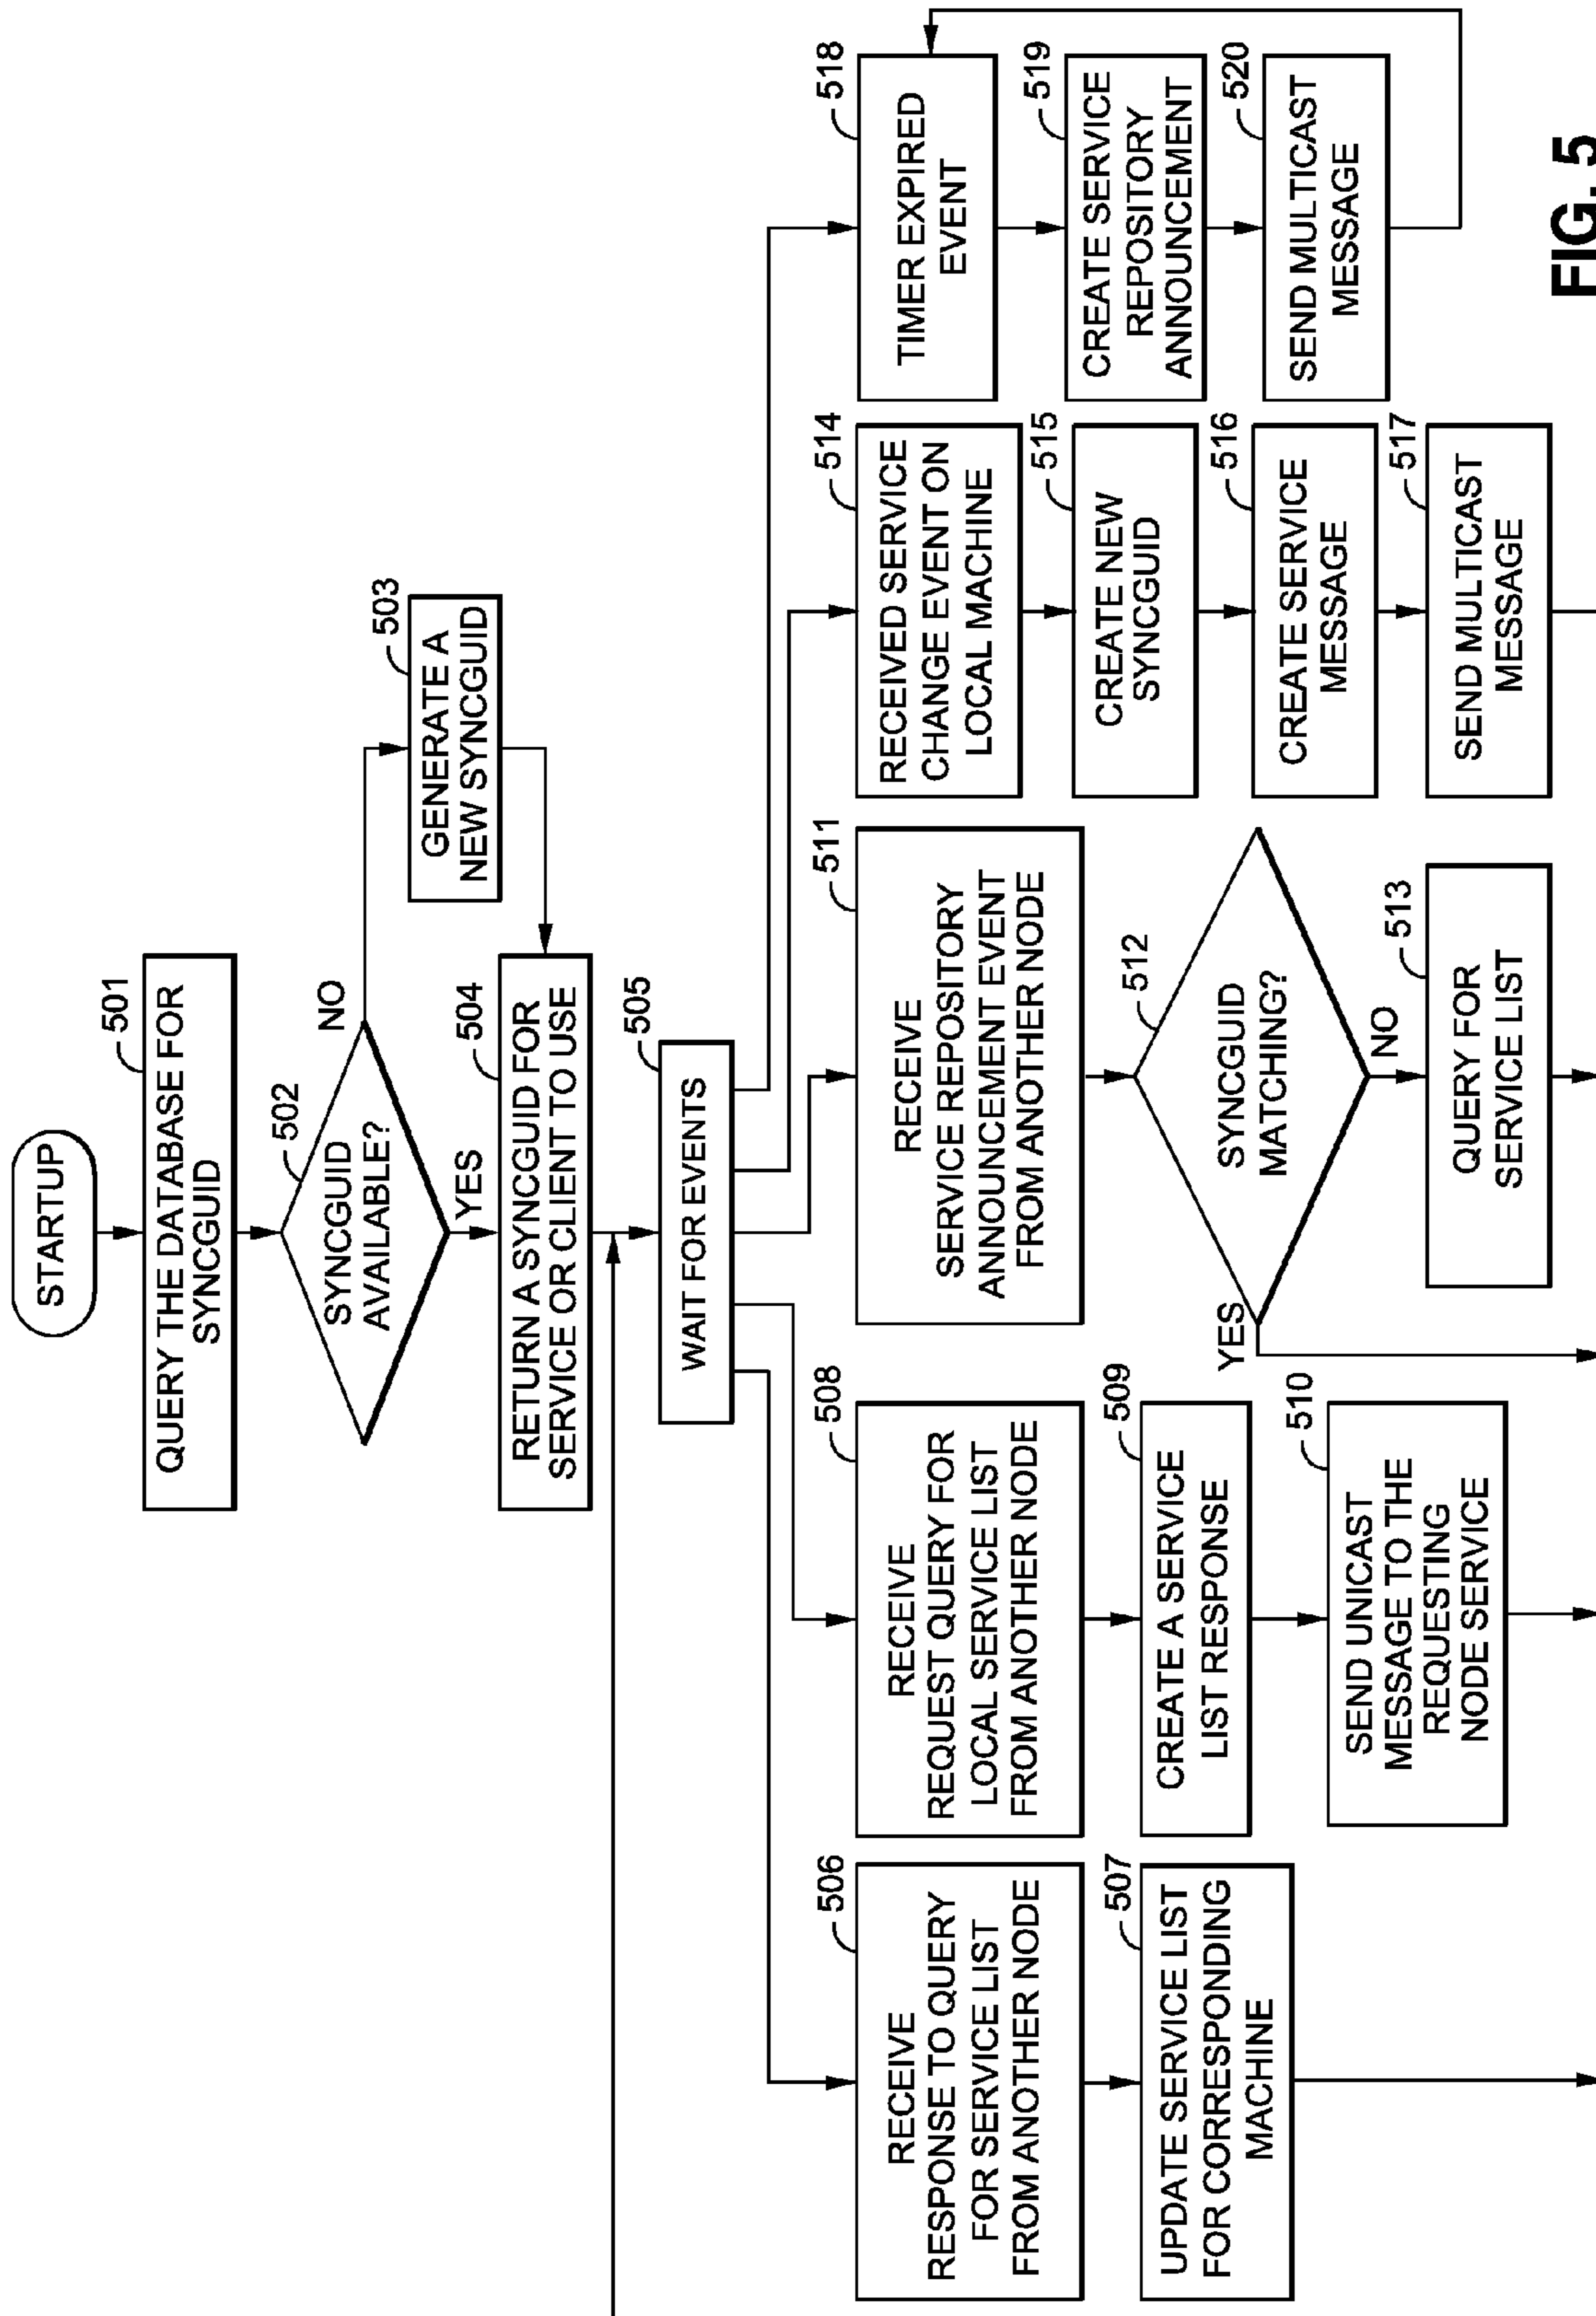 STARTUP
501
QUERY THE DATABASE FOR
SYNCGUID
502
SYNCGUID
AVAILABLE?
NO
YES
503
GENERATE A
NEW SYNCGUID
504
RETURN A SYNCGUID FOR
SERVICE OR CLIENT TO USE
505
WAIT FOR EVENTS
506
RECEIVE
RESPONSE TO QUERY
FOR SERVICE LIST
FROM ANOTHER NODE
507
UPDATE SERVICE LIST
FOR CORRESPONDING
MACHINE
508
RECEIVE
REQUEST QUERY FOR
LOCAL SERVICE LIST
FROM ANOTHER NODE
509
CREATE A SERVICE
LIST RESPONSE
510
SEND UNICAST
MESSAGE TO THE
REQUESTING
NODE SERVICE
511
RECEIVE
SERVICE REPOSITORY
ANNOUNCEMENT EVENT
FROM ANOTHER NODE
512
SYNCGUID
MATCHING?
YES
NO
513
QUERY FOR
SERVICE LIST
514
RECEIVED SERVICE
CHANGE EVENT ON
LOCAL MACHINE
515
CREATE NEW
SYNCGUID
516
CREATE SERVICE
MESSAGE
517
SEND MULTICAST
MESSAGE
518
TIMER EXPIRED
EVENT
519
CREATE SERVICE
REPOSITORY
ANNOUNCEMENT
520
SEND MULTICAST
MESSAGE
FIG. 5